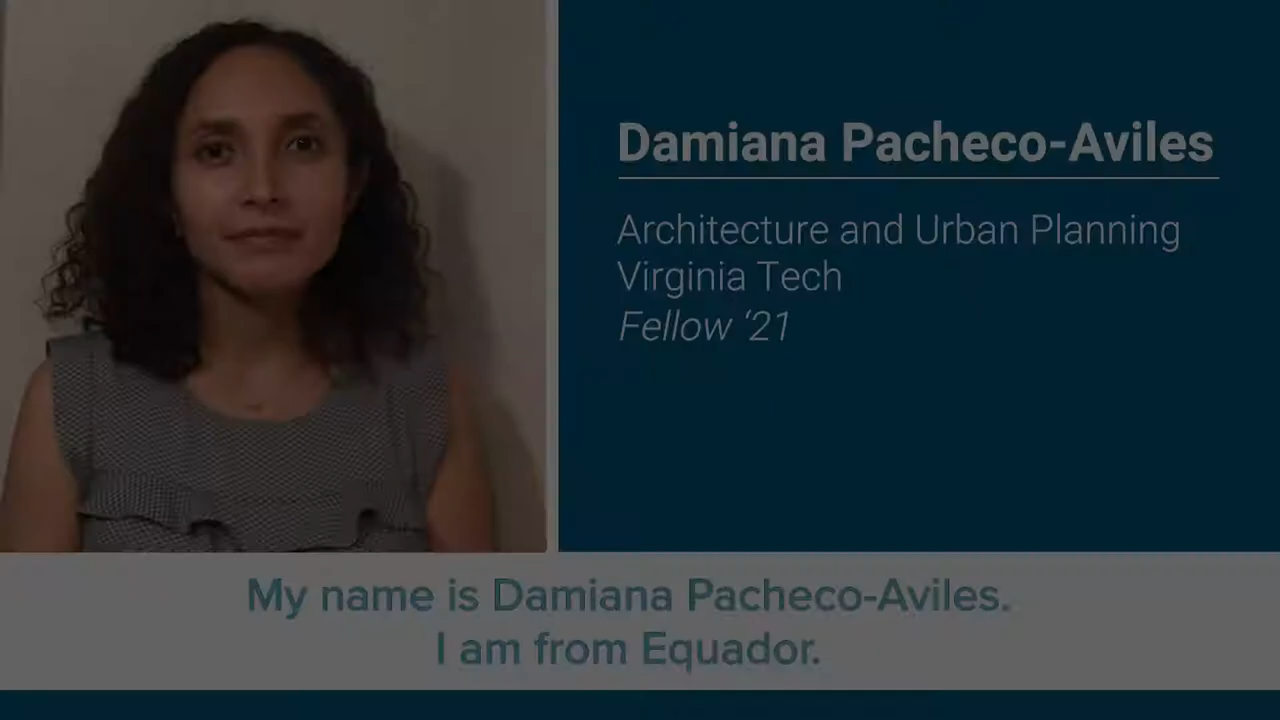 Damiana Pacheco-Aviles
Architecture and Urban Planning
Virginia Tech
Fellow ‘21
My name is Damiana Pacheco-Aviles.
I am from Equador.